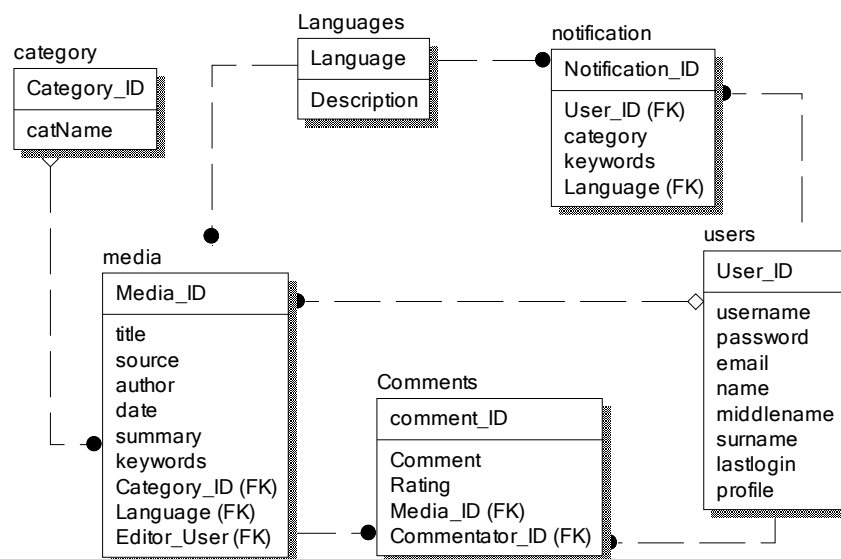 category
Category_ID
catName
Languages
Language
Description
notification
Notification_ID
User_ID (FK)
category
keywords
Language (FK)
media
Media_ID
title
source
author
date
summary
keywords
Category_ID (FK)
Language (FK)
Editor_User (FK)
Comments
comment_ID
Comment
Rating
Media_ID (FK)
Commentator_ID (FK)
users
User_ID
username
password
email
name
middlename
surname
lastlogin
profile